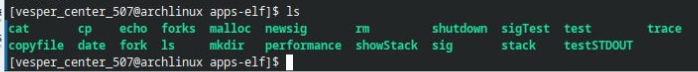 [vesper_center_507@archlinux apps-elf]$ ls
cat cp echo forks malloc newsig rm shutdown sigTest test trace
copyfile date fork ls mkdir performance showStack sig stack testSTDOUT
[vesper_center_507@archlinux apps-elf]$